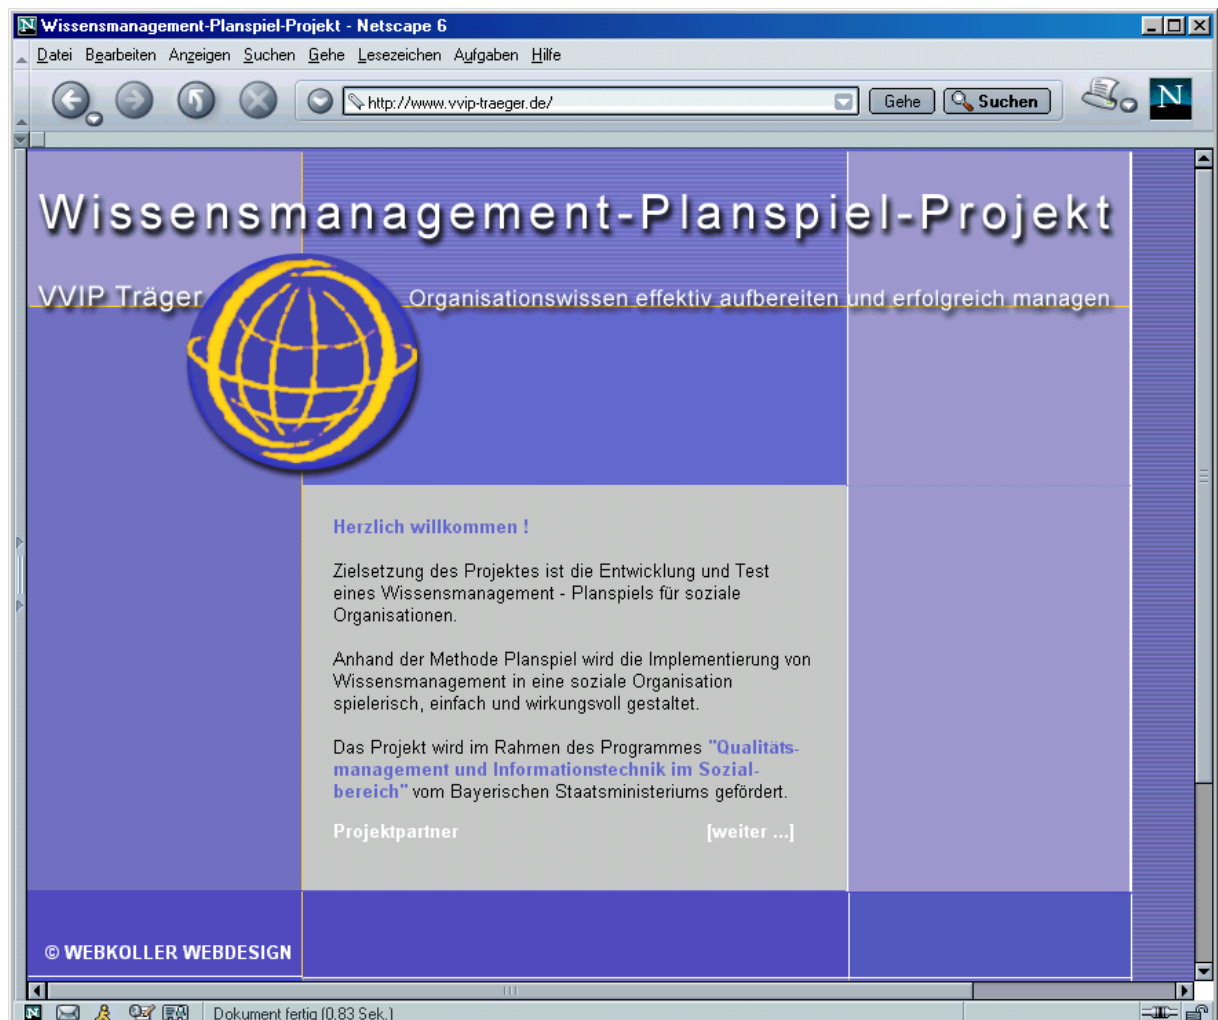 Wissensmanagement-Planspiel-Projekt - Netscape 6
Datei Bearbeiten Anzeigen Suchen Gehe Lesezeichen Aufgaben Hilfe
http://www.vvip-traeger.de/ Gehe Suchen N
Wissensmanagement-Planspiel-Projekt
VVIP Träger Organisationswissen effektiv aufbereiten und erfolgreich managen
Herzlich willkommen !
Zielsetzung des Projektes ist die Entwicklung und Test
eines Wissensmanagement - Planspiels für soziale
Organisationen.
Anhand der Methode Planspiel wird die Implementierung von
Wissensmanagement in eine soziale Organisation
spielerisch, einfach und wirkungsvoll gestaltet.
Das Projekt wird im Rahmen des Programmes "Qualitäts-
management und Informationstechnik im Sozial-
bereich" vom Bayerischen Staatsministeriums gefördert.
Projektpartner [weiter ...]
© WEBKOLLER WEBDESIGN
Dokument fertig (0.83 Sek.)